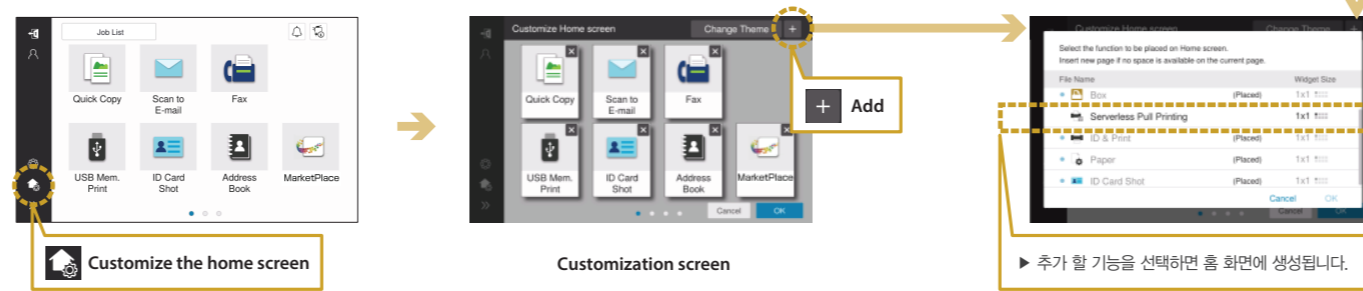 Job List
Quick Copy
Scan to
E-mail
Fax
USB Mem.
Print
ID Card
Shot
Address
Book
MarketPlace
Customize the home screen
Customize Home screen
Change Theme
+
Quick Copy
Scan to
E-mail
Fax
USB Mem.
Print
ID Card
Shot
Address
Book
MarketPlace
Cancel
OK
+ Add
Customization screen
Customize Home screen
Change Theme
+
Select the function to be placed on Home screen.
Insert new page if no space is available on the current page.
File Name Widget Size
Box (Placed) 1x1
Serverless Pull Printing 1x1
ID & Print (Placed) 1x1
Paper (Placed) 1x1
ID Card Shot (Placed) 1x1
Cancel OK
Cancel OK
▶ 추가 할 기능을 선택하면 홈 화면에 생성됩니다.